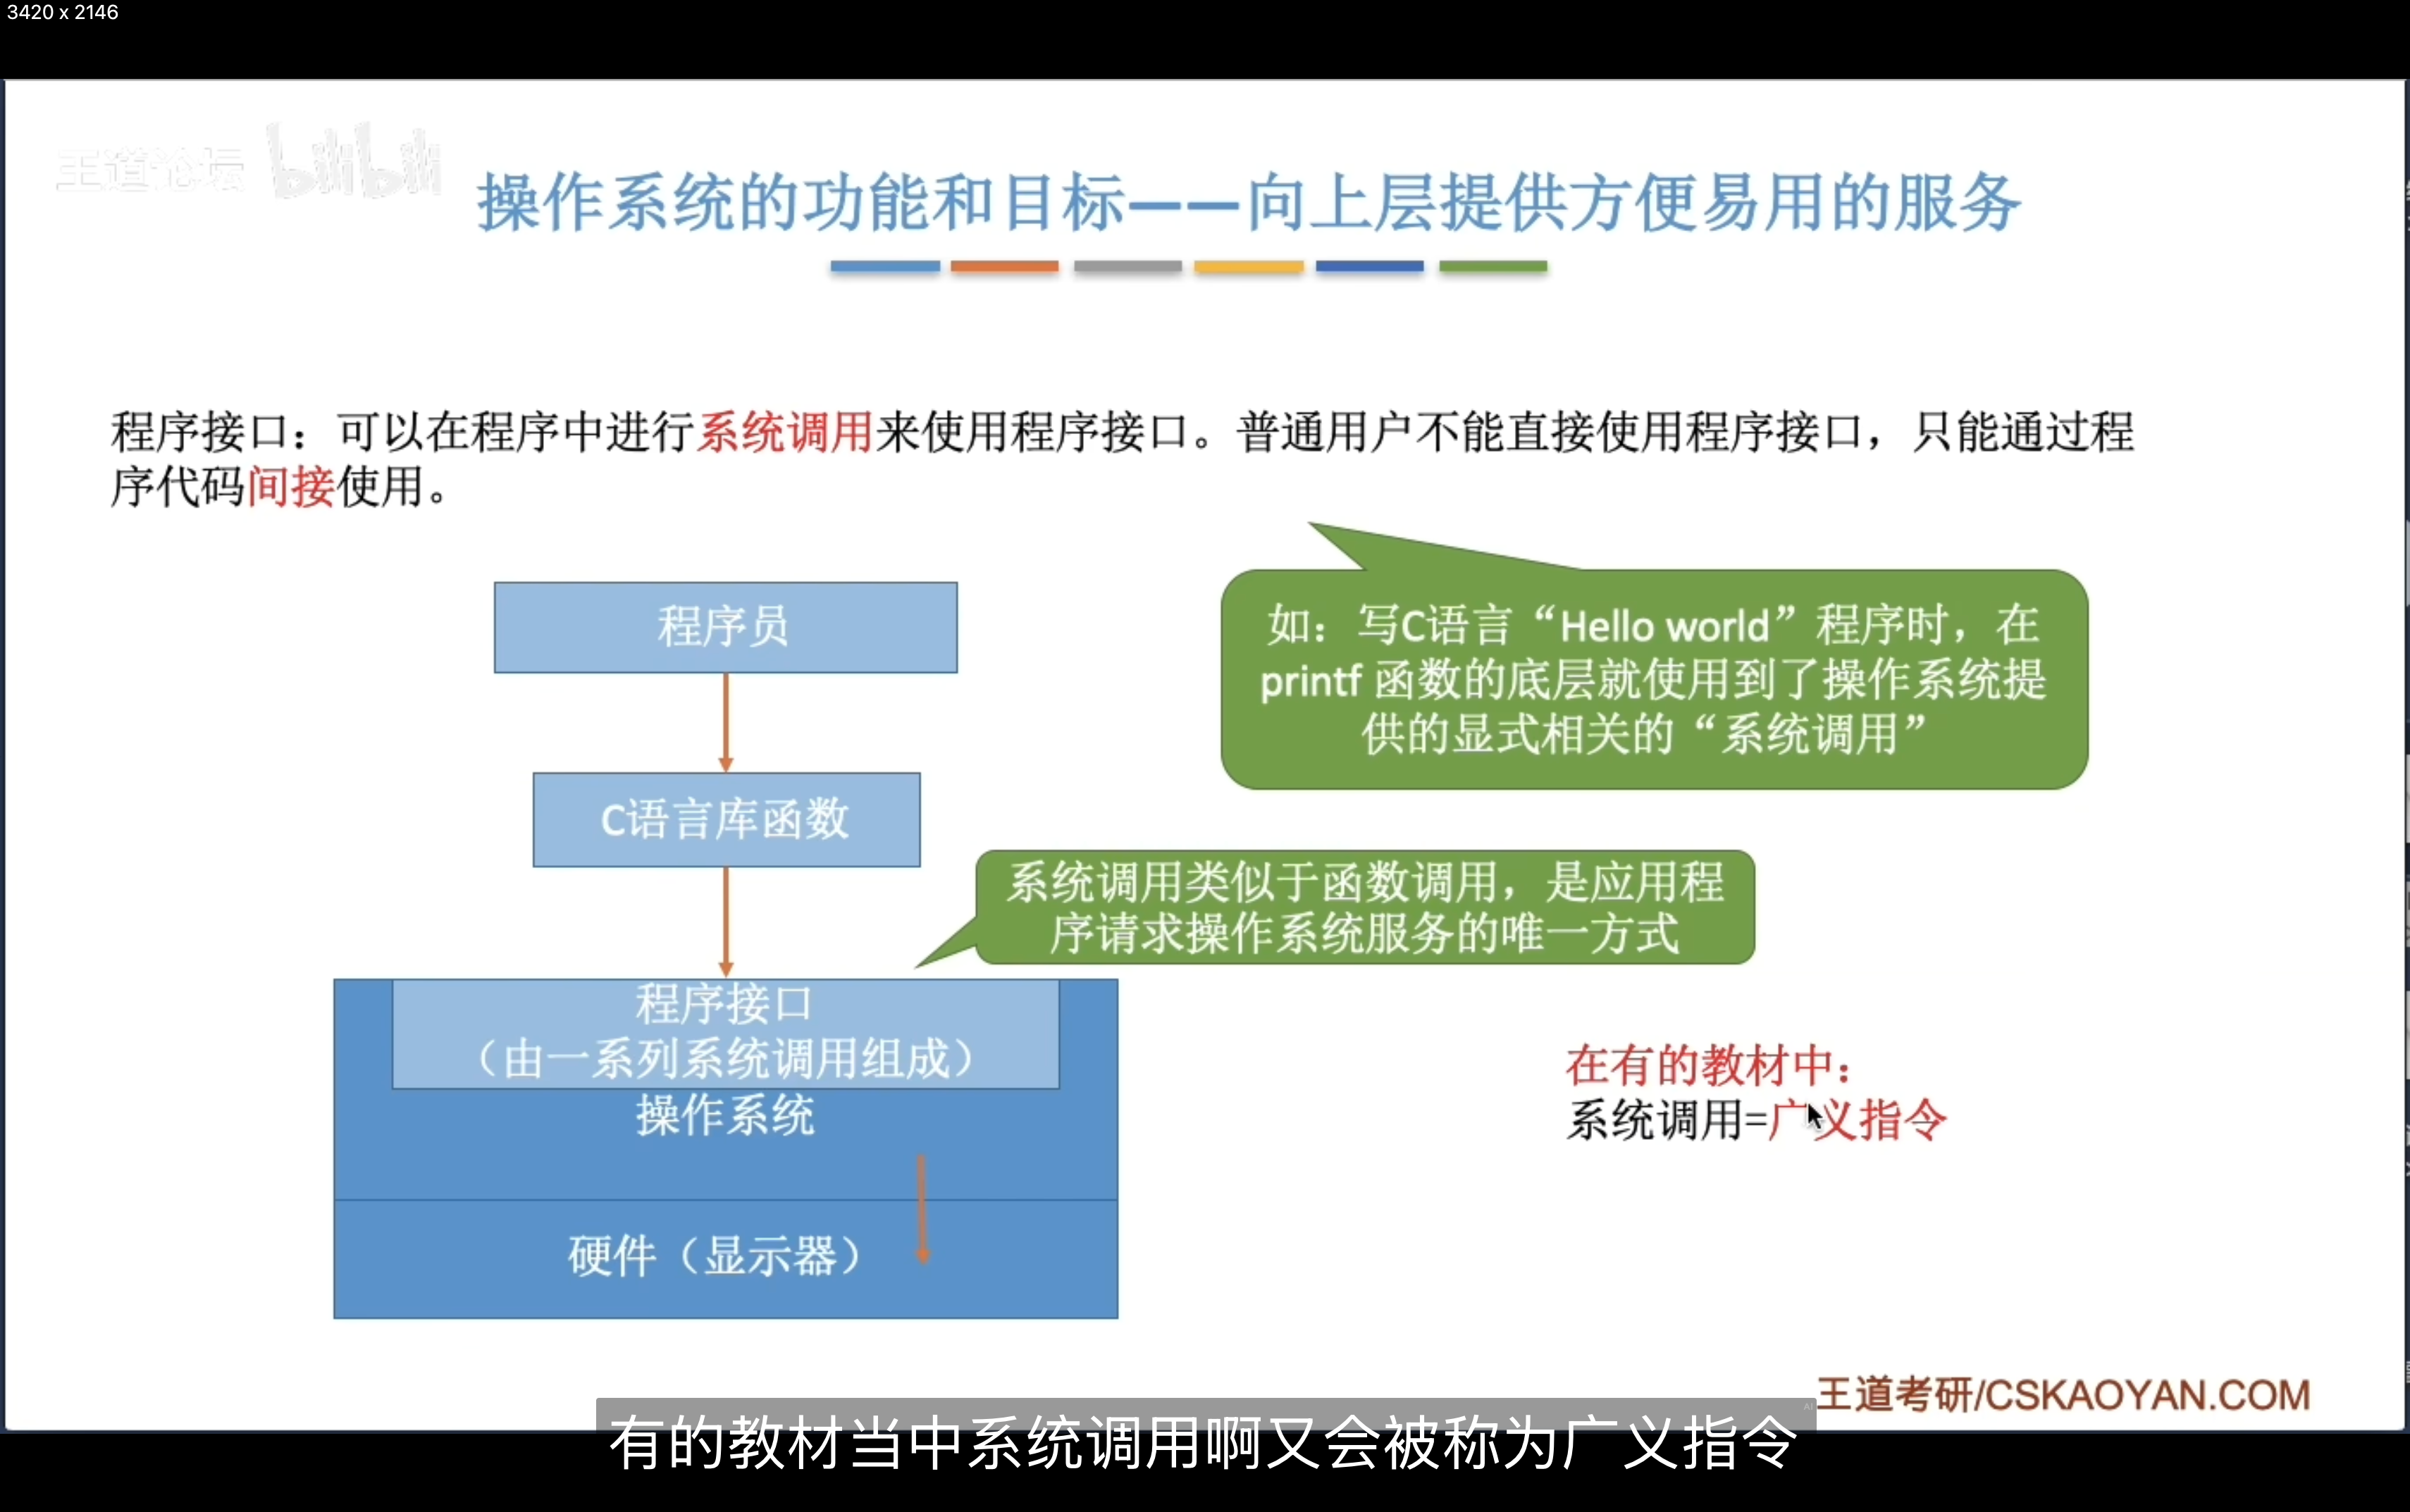 3420 x 2146
王道论坛 bilibili
操作系统的功能和目标——向上层提供方便易用的服务
程序接口：可以在程序中进行系统调用来使用程序接口。普通用户不能直接使用程序接口，只能通过程
序代码间接使用。
程序员
如：写C语言“Hello world”程序时，在
printf 函数的底层就使用到了操作系统提
供的显式相关的“系统调用”
C语言库函数
系统调用类似于函数调用，是应用程
序请求操作系统服务的唯一方式
程序接口
（由一系列系统调用组成）
操作系统
硬件（显示器）
在有的教材中：
系统调用=广义指令
王道考研/CSKAOYAN.COM
有的教材当中系统调用啊又会被称为广义指令